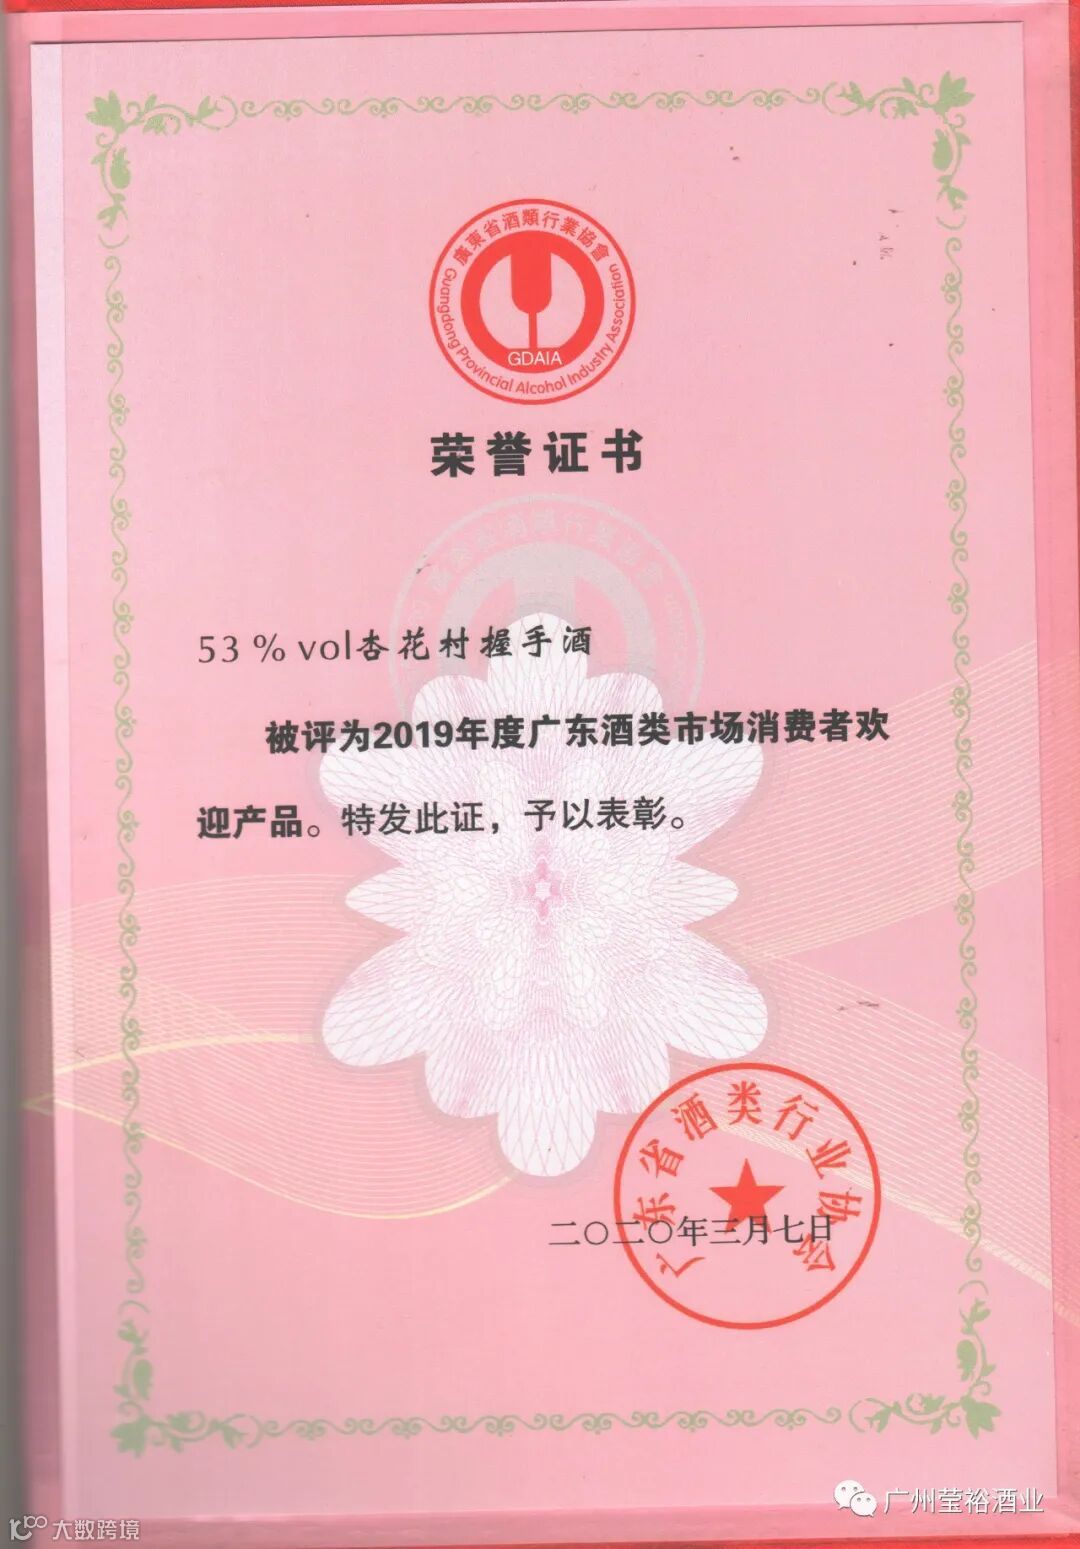 廣東省酒類行業協會
Guangdong Provincial Alcohol Industry Association
GDAIA
荣誉证书
53%vol杏花村握手酒
被评为2019年度广东酒类市场消费者欢
迎产品。特发此证，予以表彰。
广东省酒类行业协会
二〇二〇年三月七日
广州莹裕酒业
大数跨境